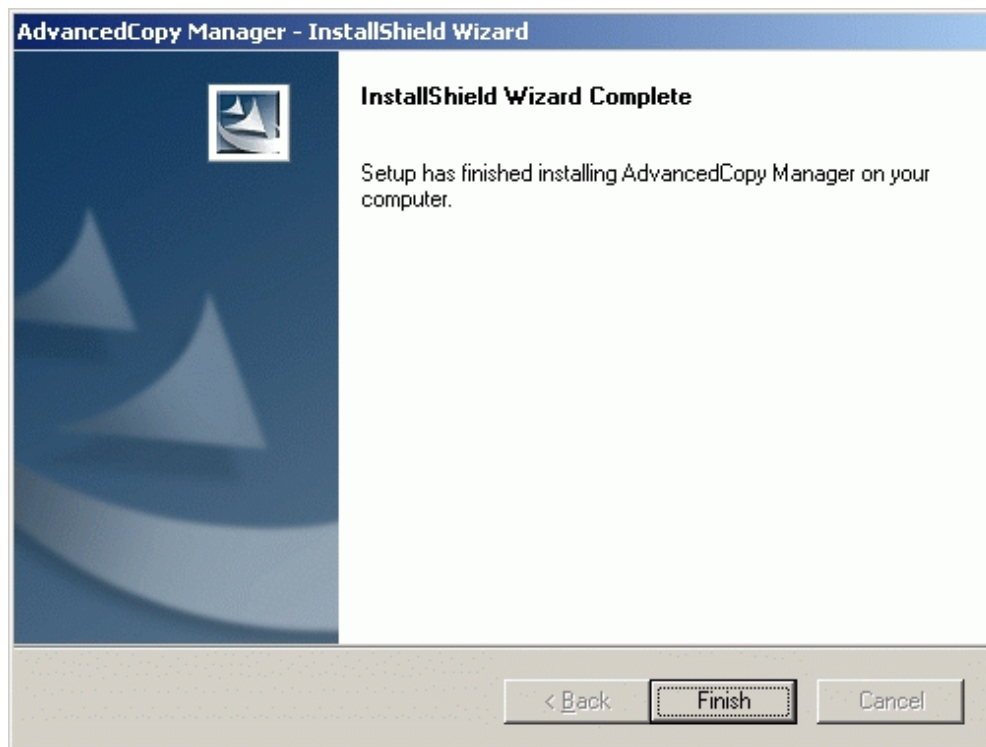 AdvancedCopy Manager - InstallShield Wizard
InstallShield Wizard Complete
Setup has finished installing AdvancedCopy Manager on your
computer.
< Back
Finish
Cancel